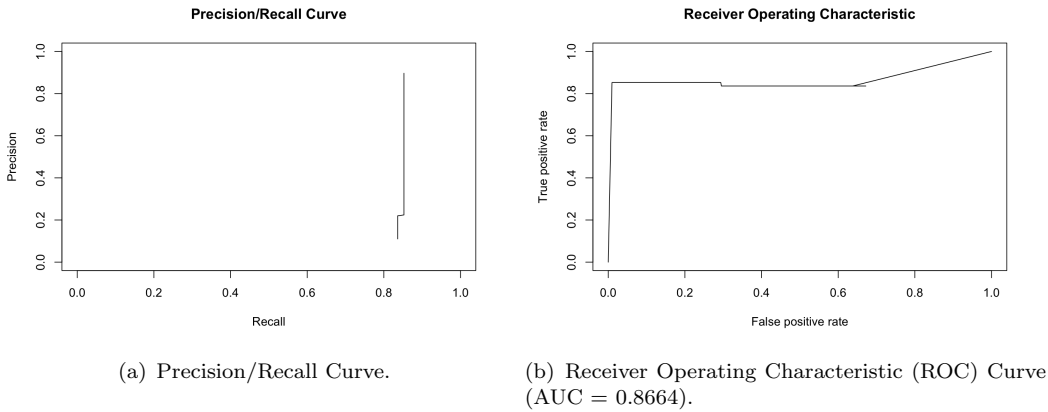 Precision/Recall Curve
Precision
0.0 0.2 0.4 0.6 0.8 1.0
0.0 0.2 0.4 0.6 0.8 1.0
Recall
(a) Precision/Recall Curve.
Receiver Operating Characteristic
True positive rate
0.0 0.2 0.4 0.6 0.8 1.0
0.0 0.2 0.4 0.6 0.8 1.0
False positive rate
(b) Receiver Operating Characteristic (ROC) Curve
(AUC = 0.8664).